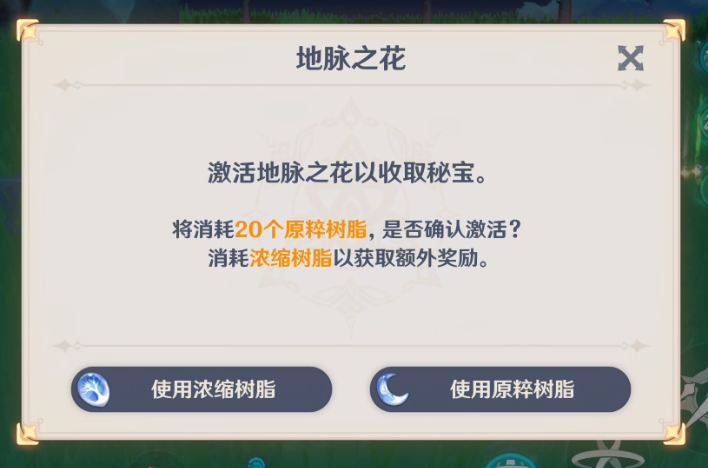 地脉之花
激活地脉之花以收取秘宝。
将消耗20个原粹树脂，是否确认激活？
消耗浓缩树脂以获取额外奖励。
使用浓缩树脂
使用原粹树脂